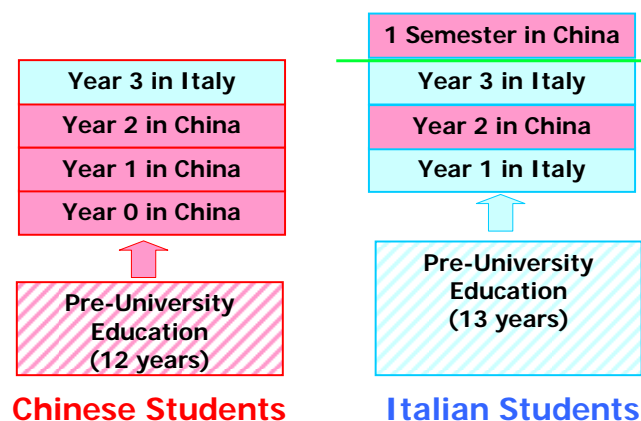 Year 3 in Italy
Year 2 in China
Year 1 in China
Year 0 in China
Pre-University
Education
(12 years)
Chinese Students
1 Semester in China
Year 3 in Italy
Year 2 in China
Year 1 in Italy
Pre-University
Education
(13 years)
Italian Students